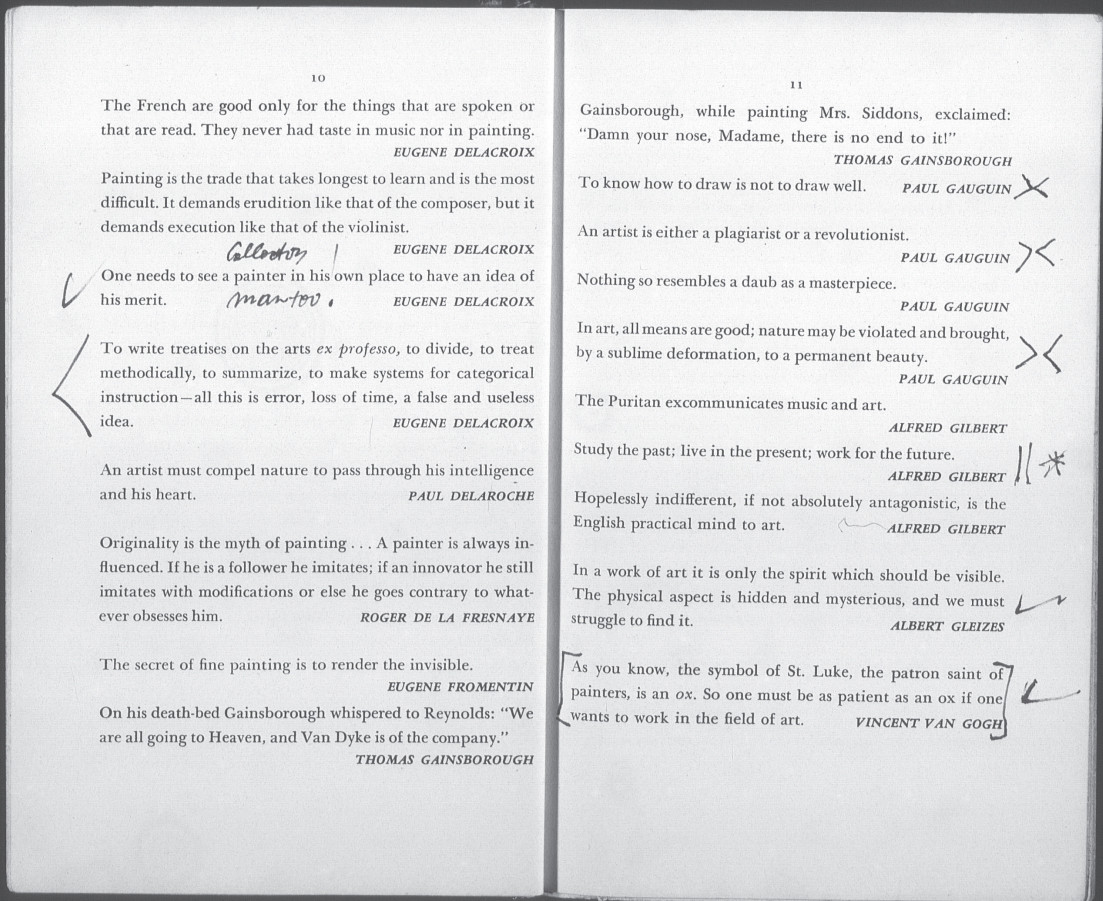 10
The French are good only for the things that are spoken or
that are read. They never had taste in music nor in painting.
EUGENE DELACROIX
Painting is the trade that takes longest to learn and is the most
difficult. It demands erudition like that of the composer, but it
demands execution like that of the violinist.
EUGENE DELACROIX
One needs to see a painter in his own place to have an idea of
his merit. EUGENE DELACROIX
To write treatises on the arts ex professo, to divide, to treat
methodically, to summarize, to make systems for categorical
instruction—all this is error, loss of time, a false and useless
idea. EUGENE DELACROIX
An artist must compel nature to pass through his intelligence
and his heart. PAUL DELAROCHE
Originality is the myth of painting . . . A painter is always in-
fluenced. If he is a follower he imitates; if an innovator he still
imitates with modifications or else he goes contrary to what-
ever obsesses him. ROGER DE LA FRESNAYE
The secret of fine painting is to render the invisible.
EUGENE FROMENTIN
On his death-bed Gainsborough whispered to Reynolds: "We
are all going to Heaven, and Van Dyke is of the company."
THOMAS GAINSBOROUGH
11
Gainsborough, while painting Mrs. Siddons, exclaimed:
"Damn your nose, Madame, there is no end to it!"
THOMAS GAINSBOROUGH
To know how to draw is not to draw well. PAUL GAUGUIN
An artist is either a plagiarist or a revolutionist.
PAUL GAUGUIN
Nothing so resembles a daub as a masterpiece.
PAUL GAUGUIN
In art, all means are good; nature may be violated and brought,
by a sublime deformation, to a permanent beauty.
PAUL GAUGUIN
The Puritan excommunicates music and art.
ALFRED GILBERT
Study the past; live in the present; work for the future.
ALFRED GILBERT
Hopelessly indifferent, if not absolutely antagonistic, is the
English practical mind to art. ALFRED GILBERT
In a work of art it is only the spirit which should be visible.
The physical aspect is hidden and mysterious, and we must
struggle to find it. ALBERT GLEIZES
As you know, the symbol of St. Luke, the patron saint of
painters, is an ox. So one must be as patient as an ox if one
wants to work in the field of art. VINCENT VAN GOGH